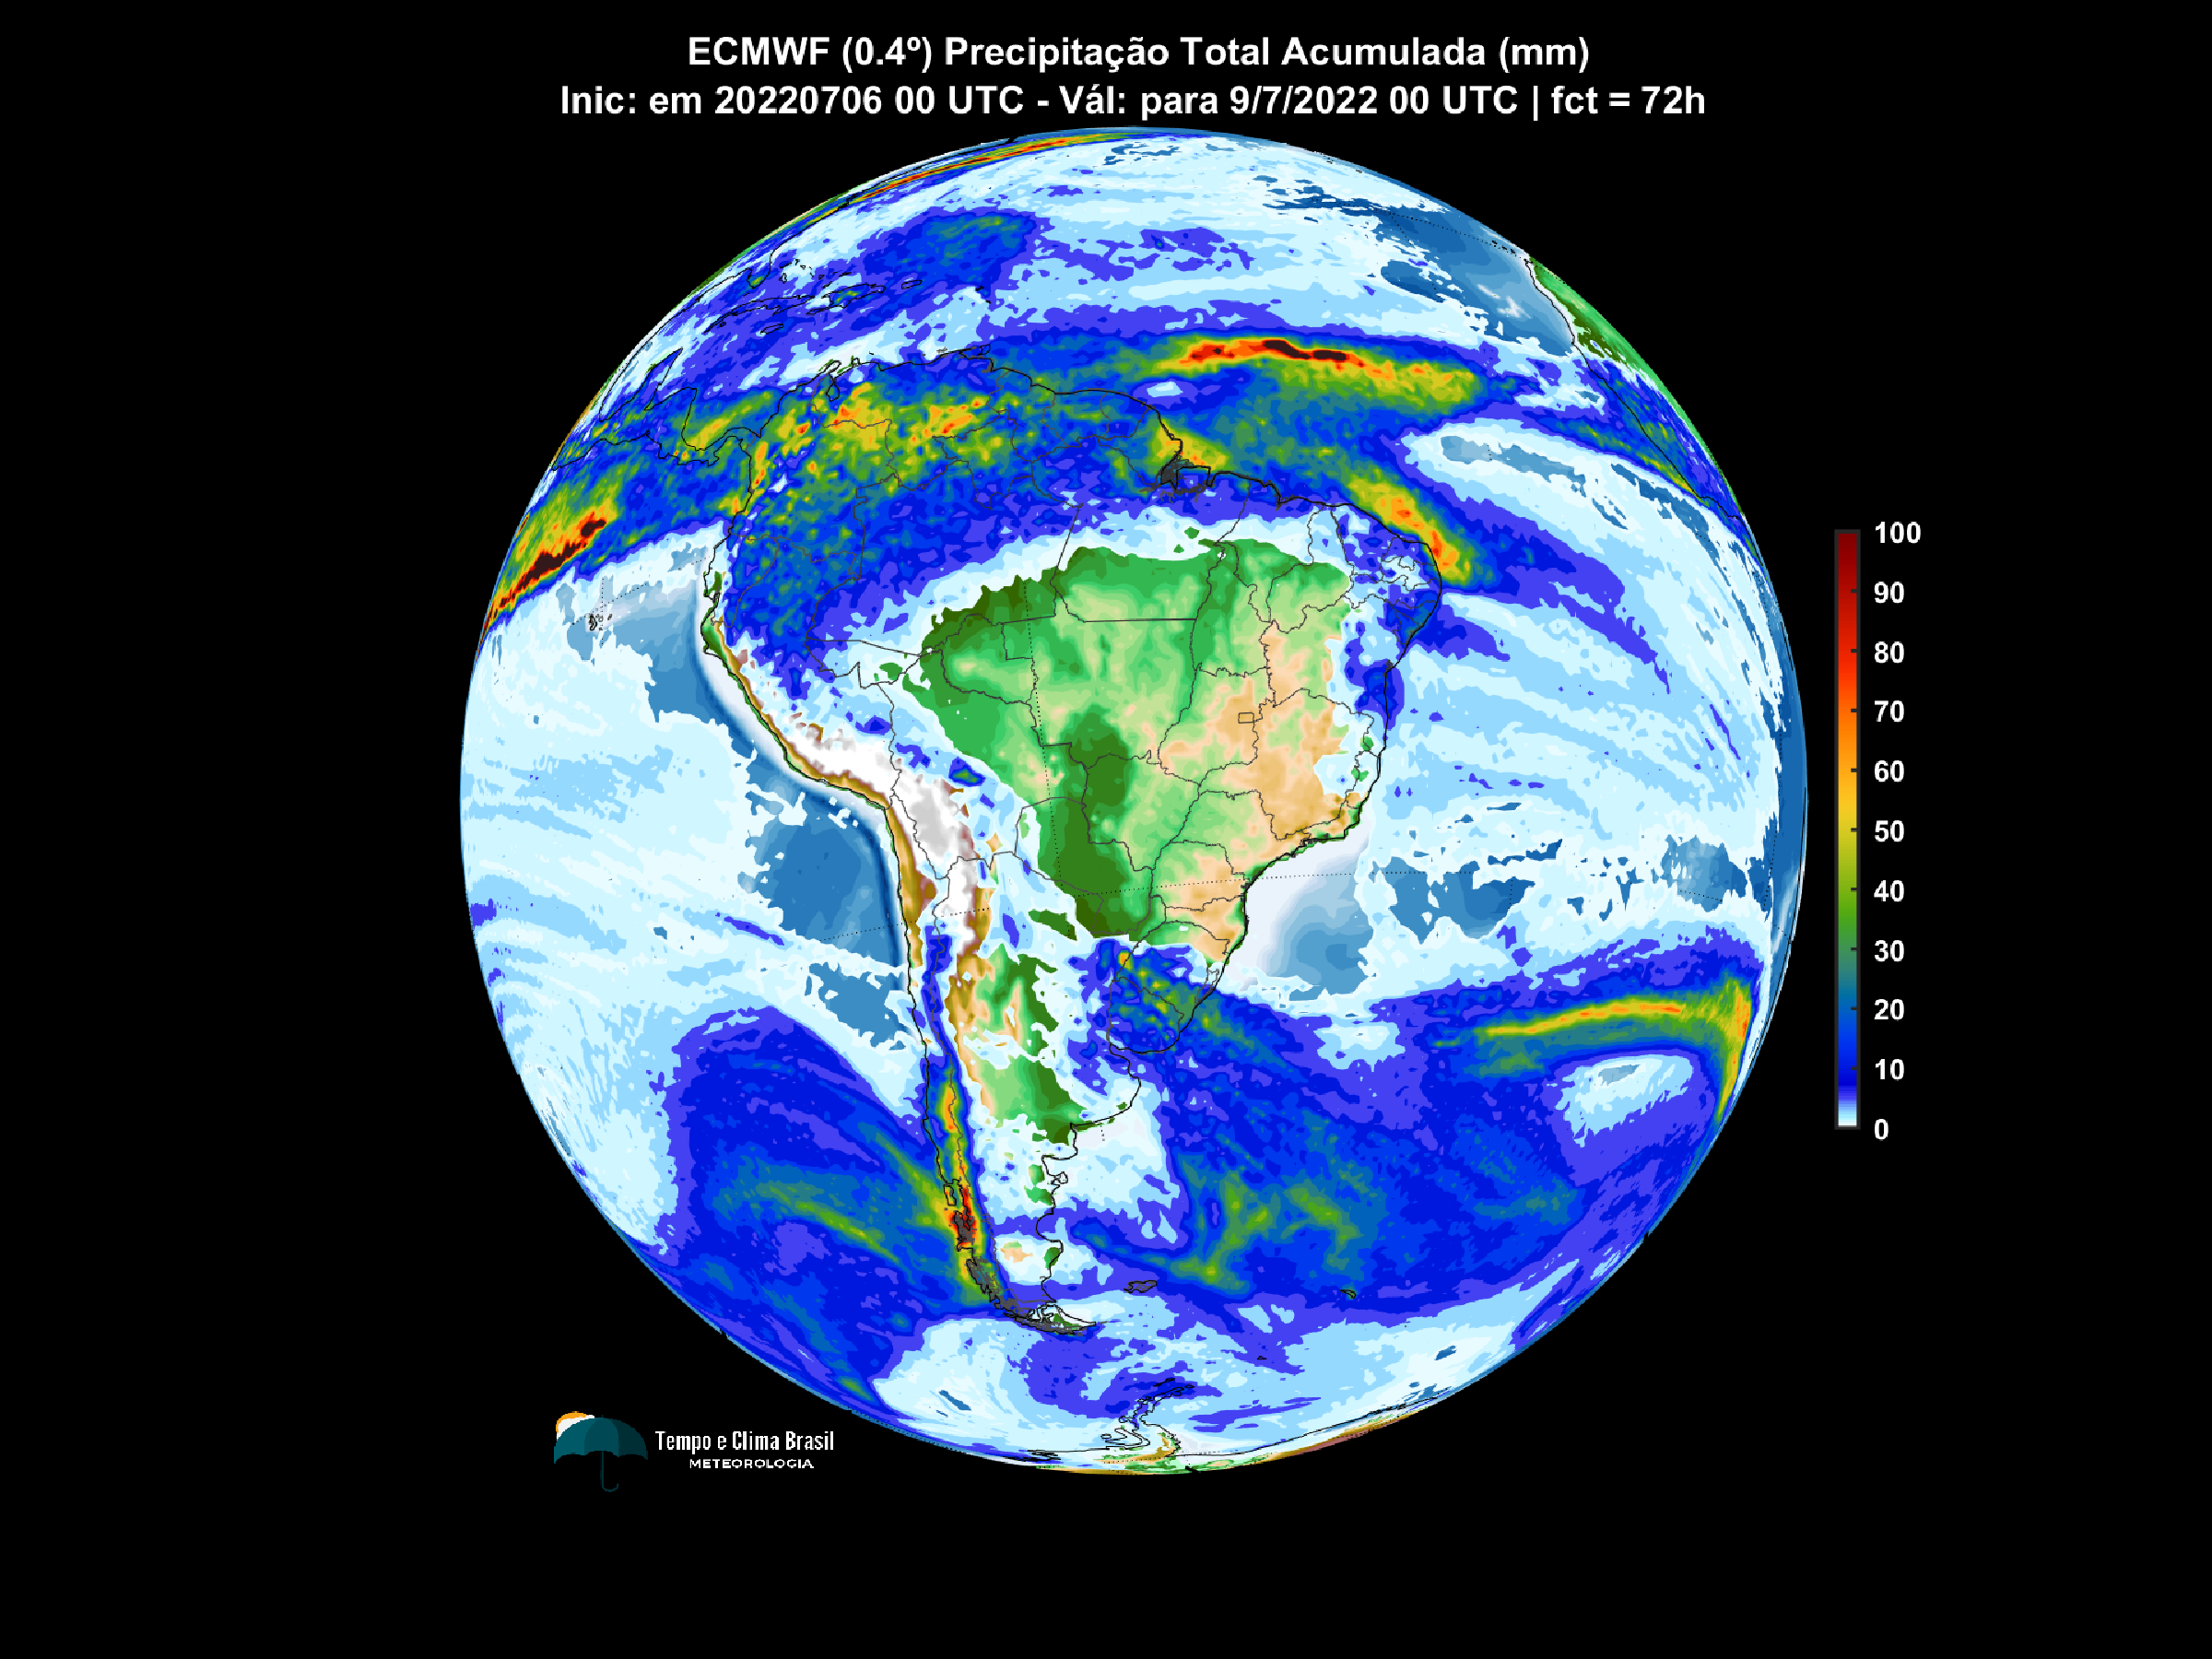 ECMWF (0.4º) Precipitação Total Acumulada (mm)
Inic: em 20220706 00 UTC - Vál: para 9/7/2022 00 UTC | fct = 72h
100
90
80
70
60
50
40
30
20
10
0
Tempo e Clima Brasil
METEOROLOGIA